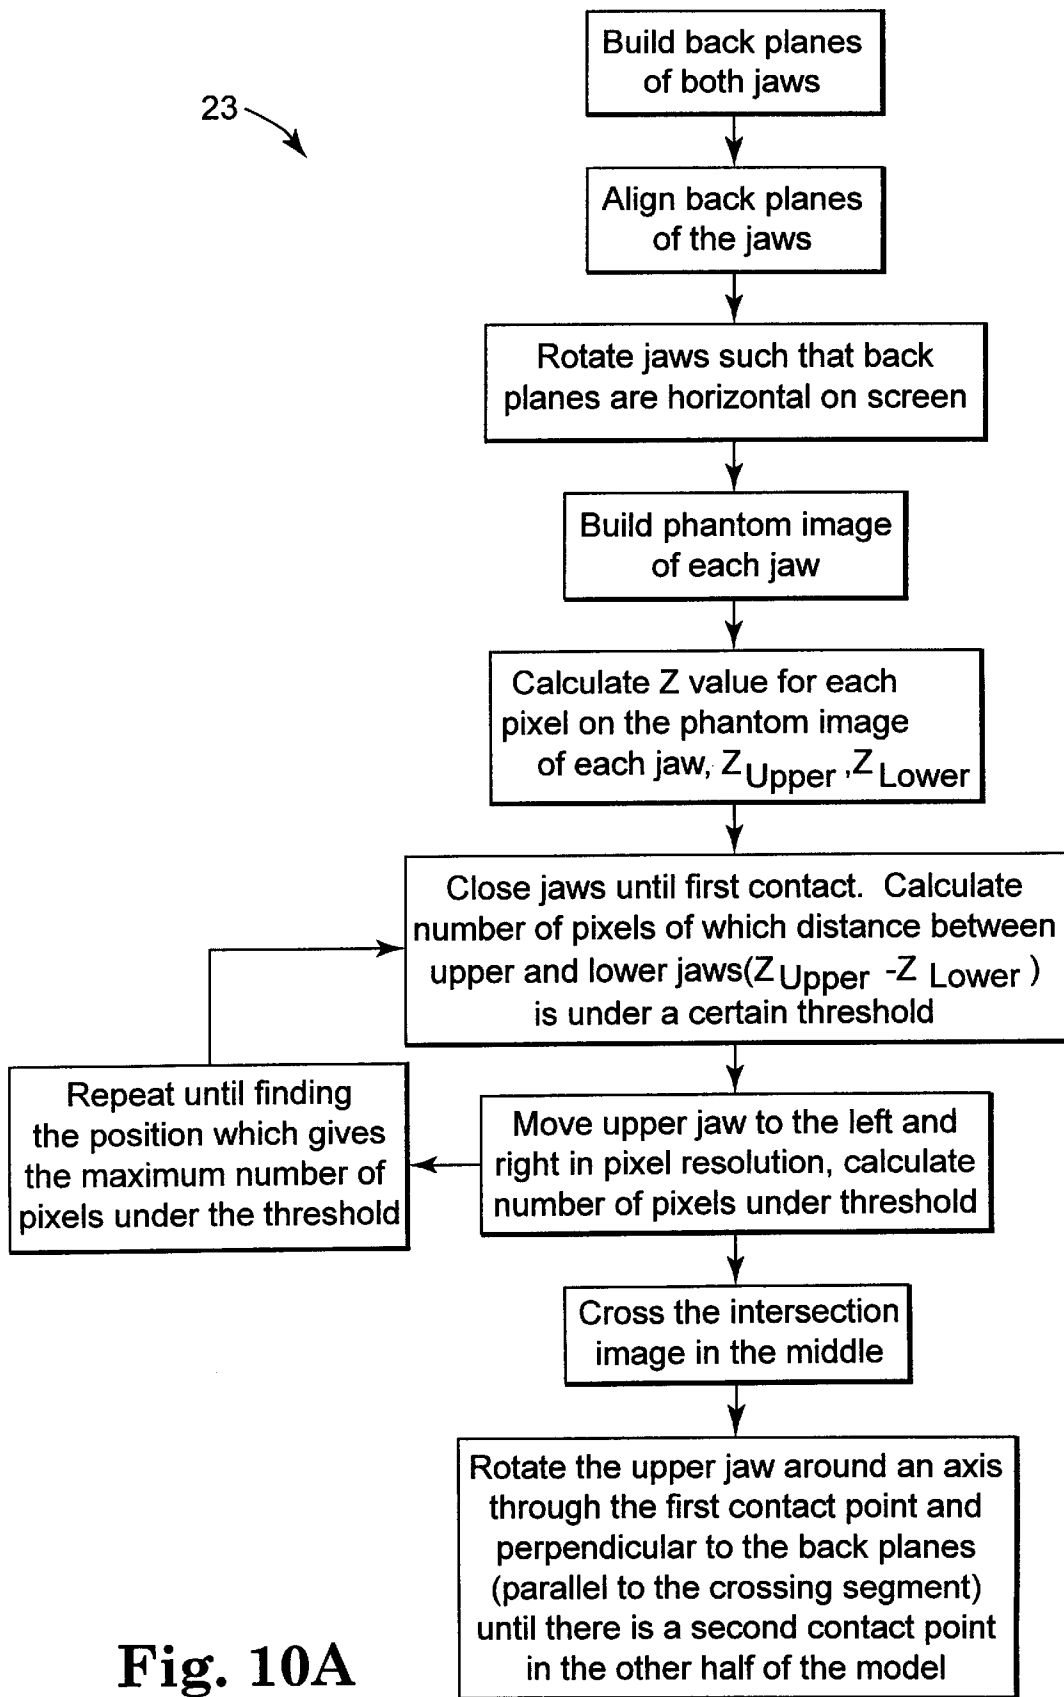 Build back planes
of both jaws
23
Align back planes
of the jaws
Rotate jaws such that back
planes are horizontal on screen
Build phantom image
of each jaw
Calculate Z value for each
pixel on the phantom image
of each jaw, Z Upper ,Z Lower
Close jaws until first contact. Calculate
number of pixels of which distance between
upper and lower jaws(Z Upper -Z Lower )
is under a certain threshold
Repeat until finding
the position which gives
the maximum number of
pixels under the threshold
Move upper jaw to the left and
right in pixel resolution, calculate
number of pixels under threshold
Cross the intersection
image in the middle
Rotate the upper jaw around an axis
through the first contact point and
perpendicular to the back planes
(parallel to the crossing segment)
until there is a second contact point
in the other half of the model
Fig. 10A